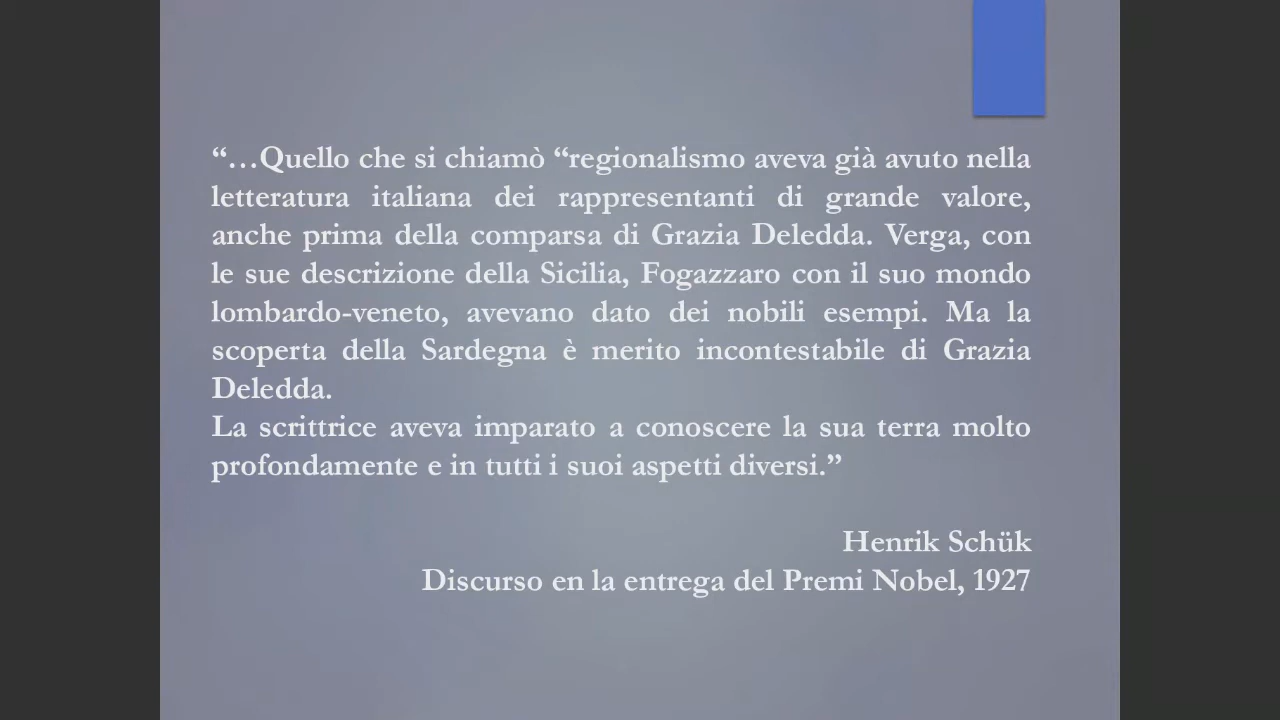 “…Quello che si chiamò “regionalismo aveva già avuto nella
letteratura italiana dei rappresentanti di grande valore,
anche prima della comparsa di Grazia Deledda. Verga, con
le sue descrizione della Sicilia, Fogazzaro con il suo mondo
lombardo-veneto, avevano dato dei nobili esempi. Ma la
scoperta della Sardegna è merito incontestabile di Grazia
Deledda.
La scrittrice aveva imparato a conoscere la sua terra molto
profondamente e in tutti i suoi aspetti diversi.”
Henrik Schük
Discurso en la entrega del Premi Nobel, 1927